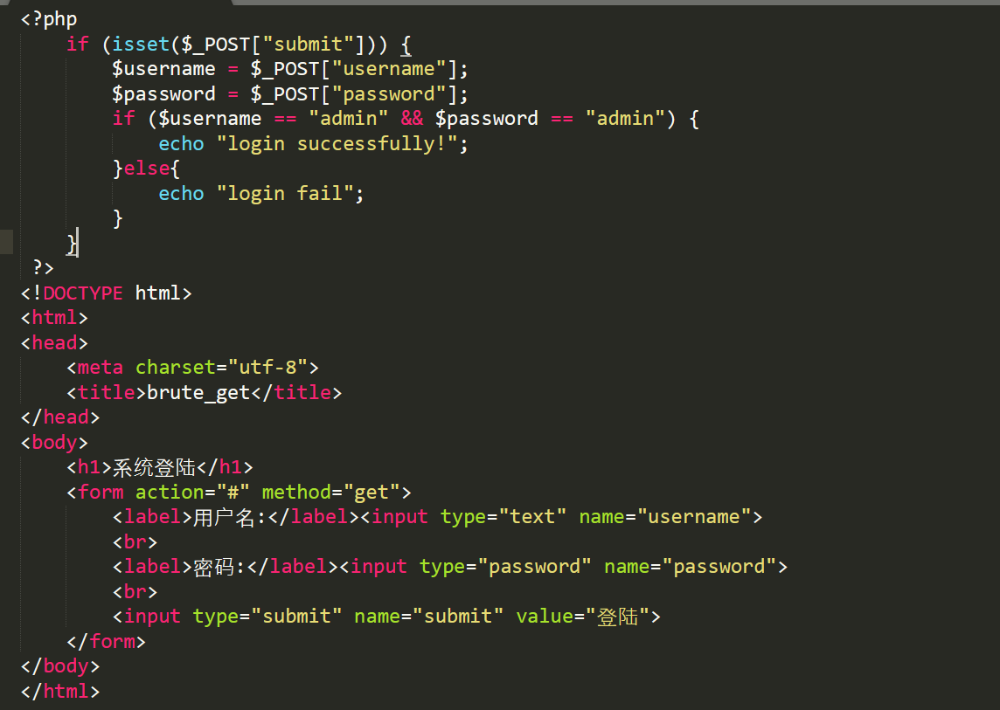 <?php
    if (isset($_POST["submit"])) {
        $username = $_POST["username"];
        $password = $_POST["password"];
        if ($username == "admin" && $password == "admin") {
            echo "login successfully!";
        }else{
            echo "login fail";
        }
    }
 ?>
<!DOCTYPE html>
<html>
<head>
    <meta charset="utf-8">
    <title>brute_get</title>
</head>
<body>
    <h1>系统登陆</h1>
    <form action="#" method="get">
        <label>用户名:</label><input type="text" name="username">
        <br>
        <label>密码:</label><input type="password" name="password">
        <br>
        <input type="submit" name="submit" value="登陆">
    </form>
</body>
</html>